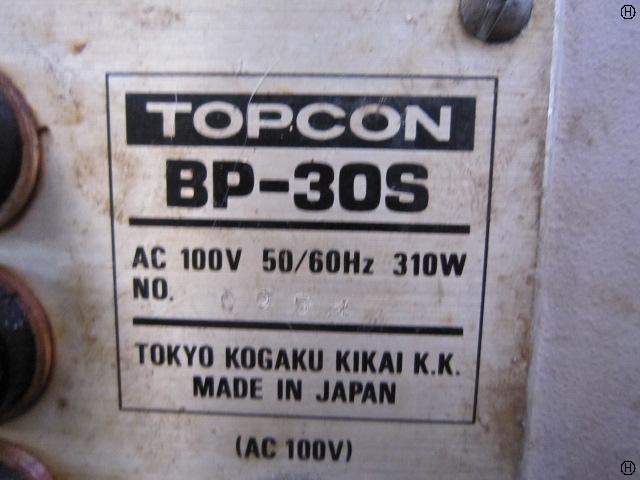 TOPCON
BP-30S
AC 100V 50/60Hz 310W
NO.
TOKYO KOGAKU KIKAI K.K.
MADE IN JAPAN
(AC 100V)
H
H